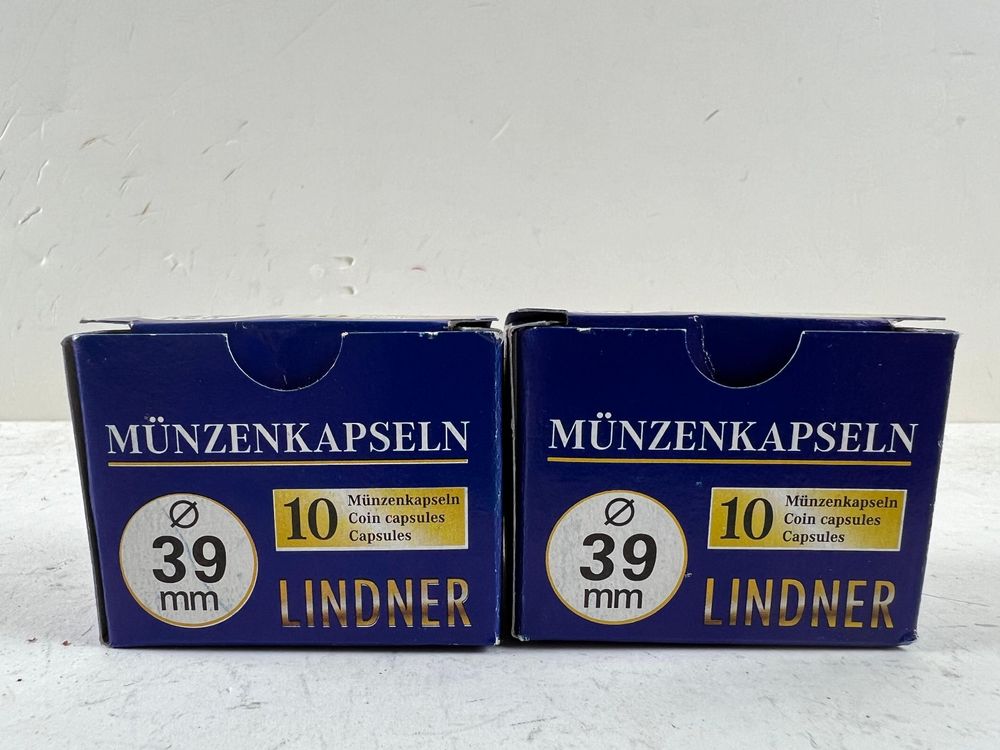 MÜNZENKAPSELN
Ø
39
mm
10
Münzenkapseln
Coin capsules
Capsules
LINDNER
MÜNZENKAPSELN
Ø
39
mm
10
Münzenkapseln
Coin capsules
Capsules
LINDNER